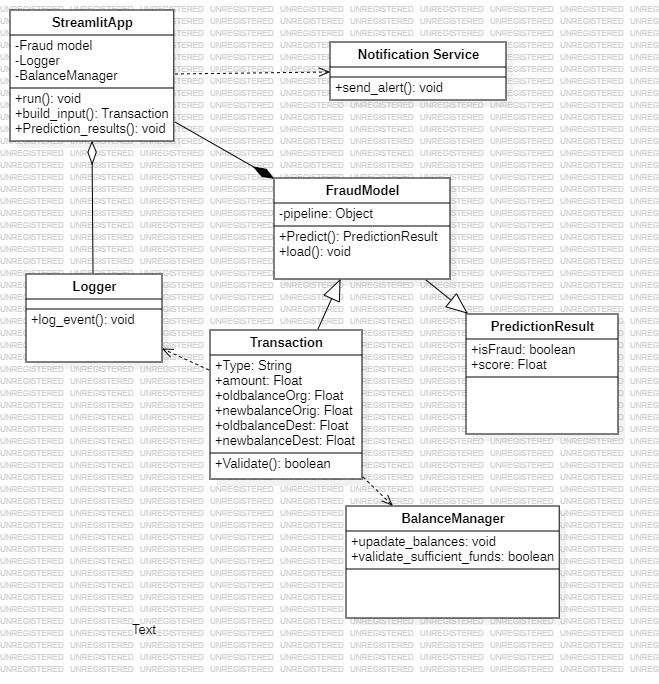 StreamlitApp
-Fraud model
-Logger
-BalanceManager
+run(): void
+build_input(): Transaction
+Prediction_results(): void
Notification Service
+send_alert(): void
FraudModel
-pipeline: Object
+Predict(): PredictionResult
+load(): void
Logger
+log_event(): void
PredictionResult
+isFraud: boolean
+score: Float
Transaction
+Type: String
+amount: Float
+oldbalanceOrg: Float
+newbalanceOrig: Float
+oldbalanceDest: Float
+newbalanceDest: Float
+Validate(): boolean
BalanceManager
+upadate_balances: void
+validate_sufficient_funds: boolean
Text
UNREGISTERED